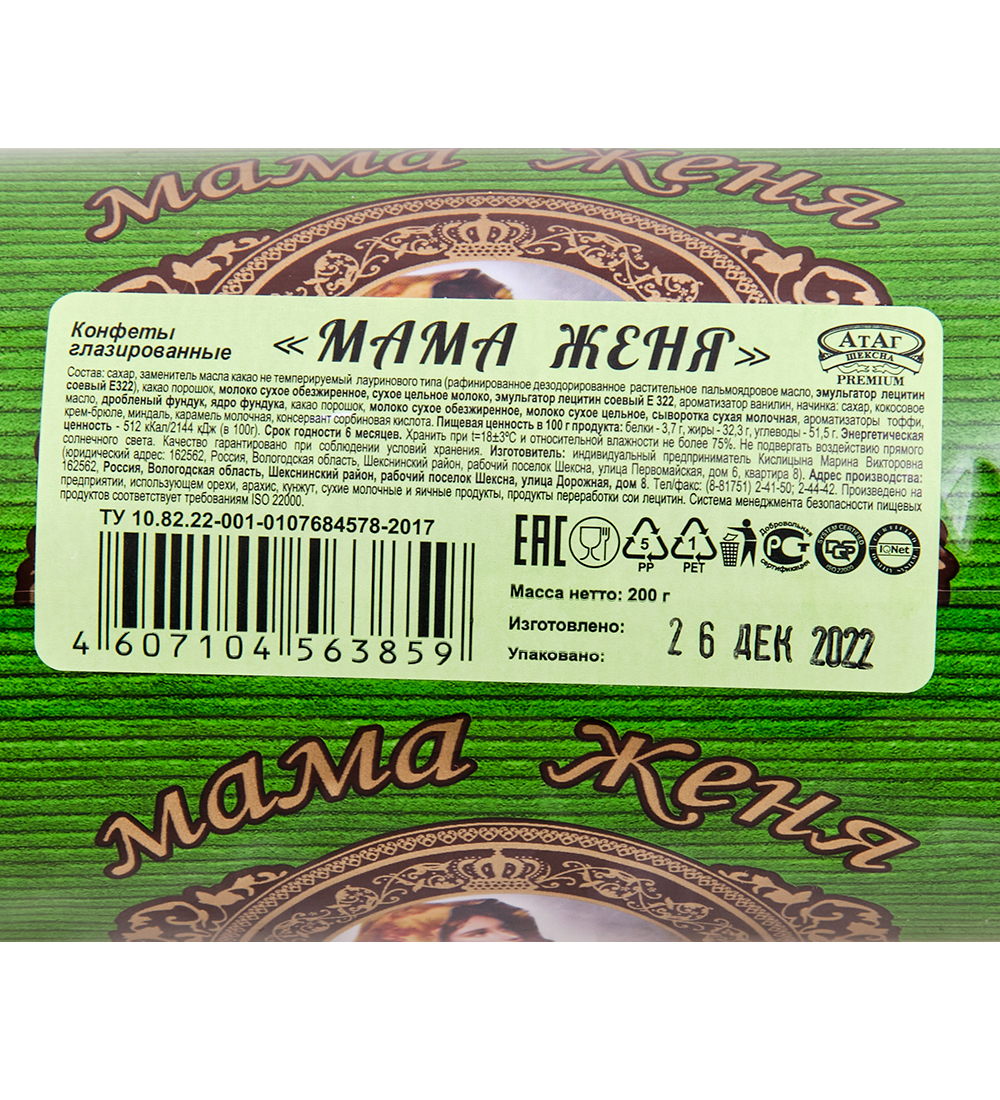 мама женя
Конфеты
глазированные
«МАМА ЖЕНЯ»
АтАг
ШЕКСНА
PREMIUM
Состав: сахар, заменитель масла какао не темперируемый лауринового типа (рафинированное дезодорированное растительное пальмоядровое масло, эмульгатор лецитин
соевый Е322), какао порошок, молоко сухое обезжиренное, сухое цельное молоко, эмульгатор лецитин соевый Е 322, ароматизатор ванилин, начинка: сахар, кокосовое
масло, дробленый фундук, ядро фундука, какао порошок, молоко сухое обезжиренное, молоко сухое цельное, сыворотка сухая молочная, ароматизаторы тоффи,
крем-брюле, миндаль, карамель молочная, консервант сорбиновая кислота. Пищевая ценность в 100 г продукта: белки - 3,7 г, жиры - 32,3 г, углеводы - 51,5 г. Энергетическая
ценность - 512 кКал/2144 кДж (в 100г). Срок годности 6 месяцев. Хранить при t=18±3°С и относительной влажности не более 75%. Не подвергать воздействию прямого
солнечного света. Качество гарантировано при соблюдении условий хранения. Изготовитель: индивидуальный предприниматель Кислицына Марина Викторовна
(юридический адрес: 162562, Россия, Вологодская область, Шекснинский район, рабочий поселок Шексна, улица Первомайская, дом 6, квартира 8). Адрес производства:
162562, Россия, Вологодская область, Шекснинский район, рабочий поселок Шексна, улица Дорожная, дом 8. Тел/факс: (8-81751) 2-41-50; 2-44-42. Произведено на
предприятии, использующем орехи, арахис, кунжут, сухие молочные и яичные продукты, продукты переработки сои лецитин. Система менеджмента безопасности пищевых
продуктов соответствует требованиям ISO 22000.
ТУ 10.82.22-001-0107684578-2017
4 607104 563859
ЕАС
5
PP
1
PET
Добровольная
сертификация
SYSTEM CERTIFIED
ISO 22000
CERTIFIED
IQNet
Масса нетто: 200 г
Изготовлено:
Упаковано:
26 ДЕК 2022
мама женя